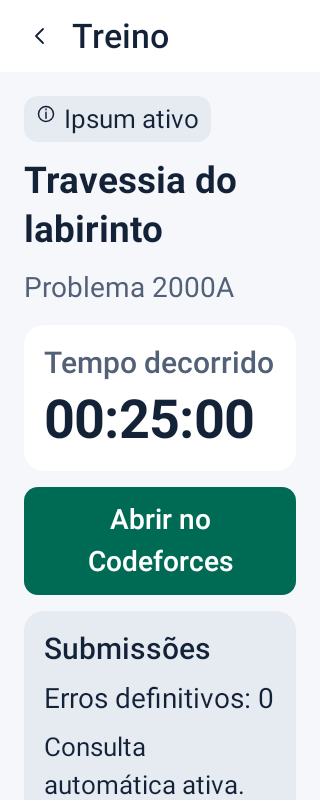 Treino
Ipsum ativo
Travessia do
labirinto
Problema 2000A
Tempo decorrido
00:25:00
Abrir no
Codeforces
Submissões
Erros definitivos: 0
Consulta
automática ativa.